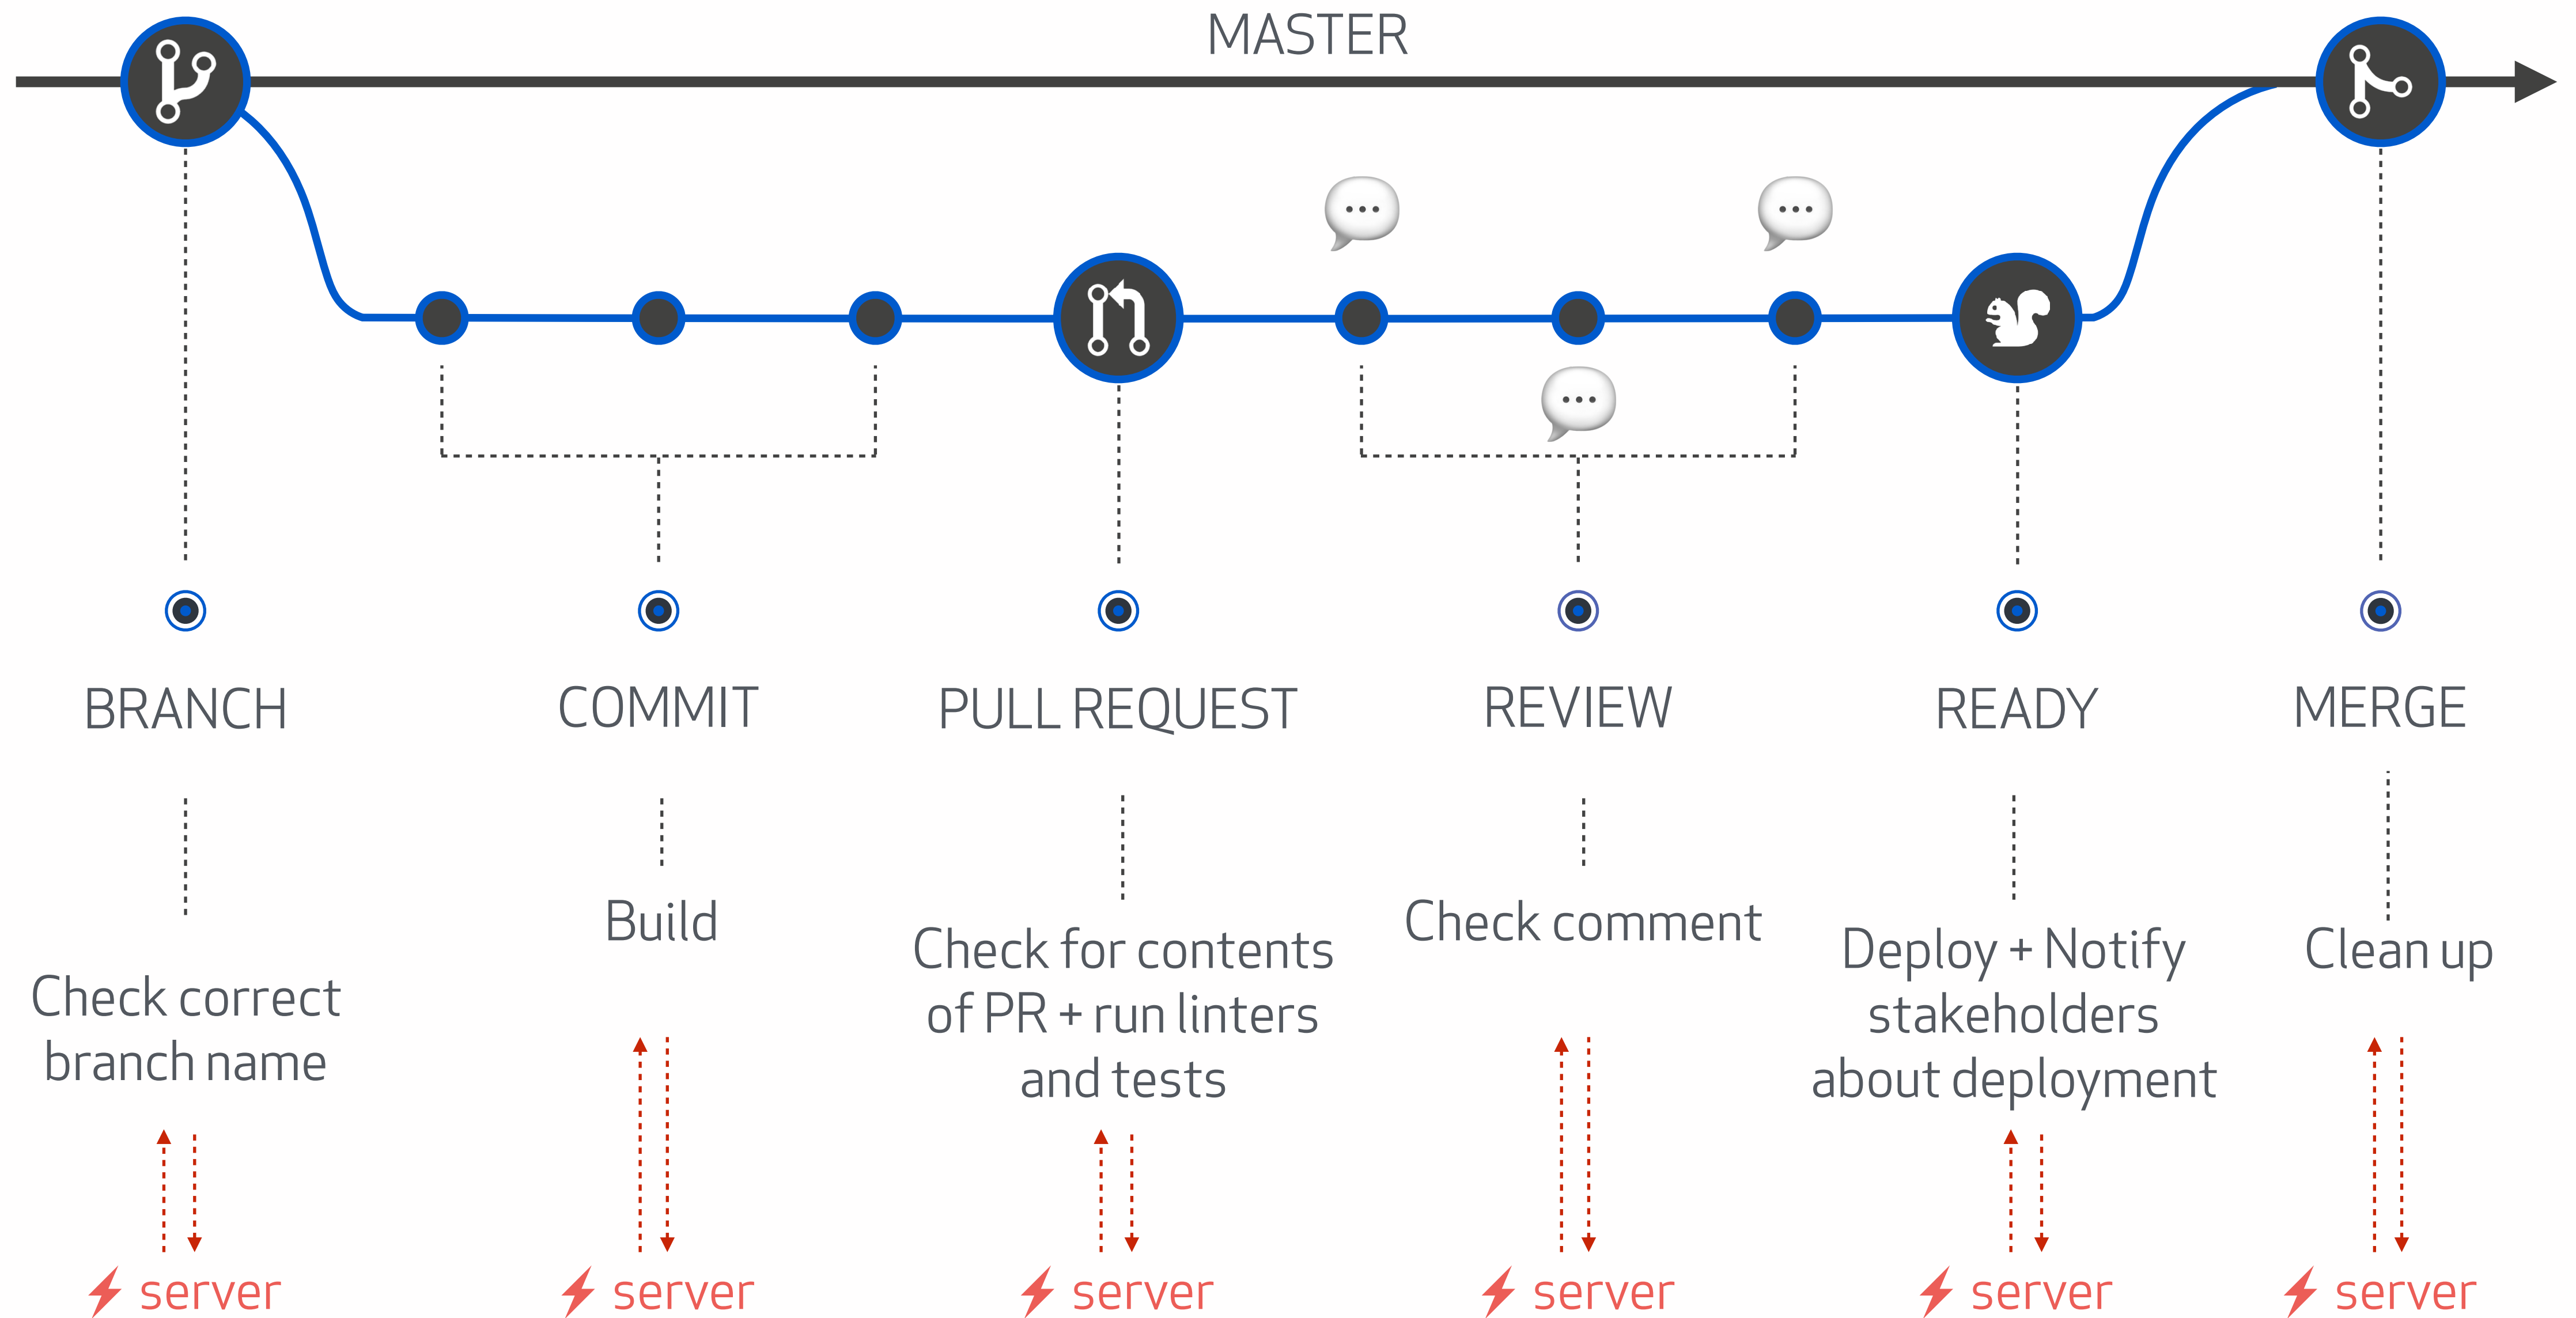 MASTER
BRANCH
COMMIT
PULL REQUEST
REVIEW
READY
MERGE
Check correct
branch name
Build
Check for contents
of PR + run linters
and tests
Check comment
Deploy + Notify
stakeholders
about deployment
Clean up
server
server
server
server
server
server